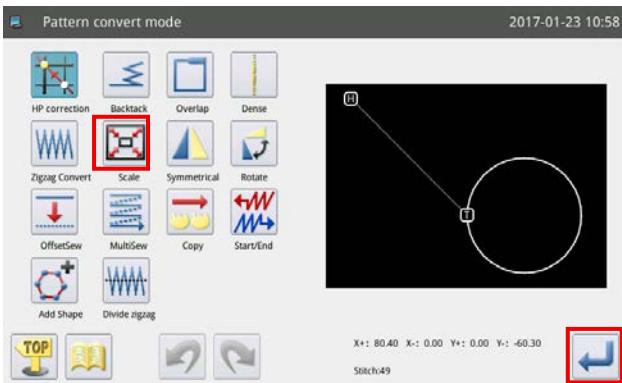 Pattern convert mode 2017-01-23 10:58
HP correction Backtack Overlap Dense
Zigzag Convert Scale Symmetrical Rotate
OffsetSew MultiSew Copy Start/End
Add Shape Divide zigzag
H
T
TOP
X+: 80.40 X-: 0.00 Y+: 0.00 Y-: -60.30
Stitch:49